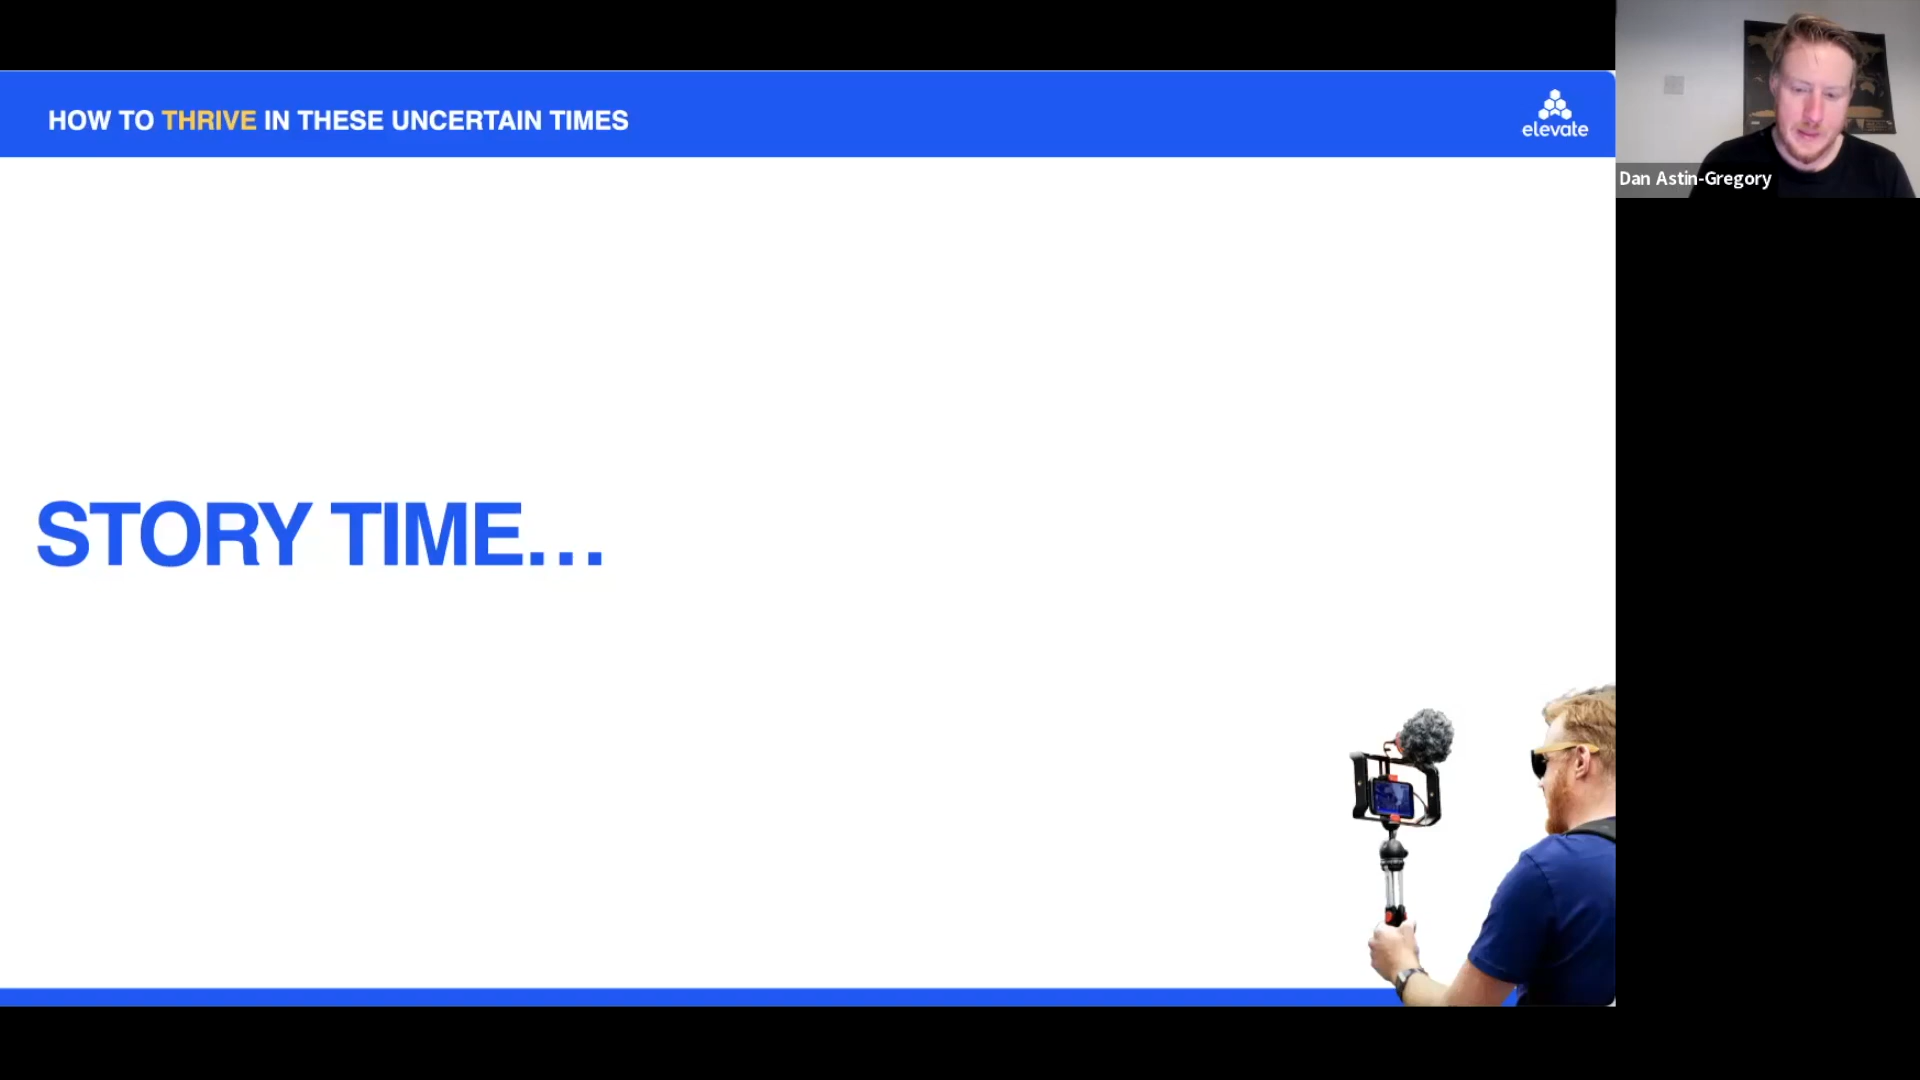 HOW TO THRIVE IN THESE UNCERTAIN TIMES
elevate
Dan Astin-Gregory
STORY TIME...